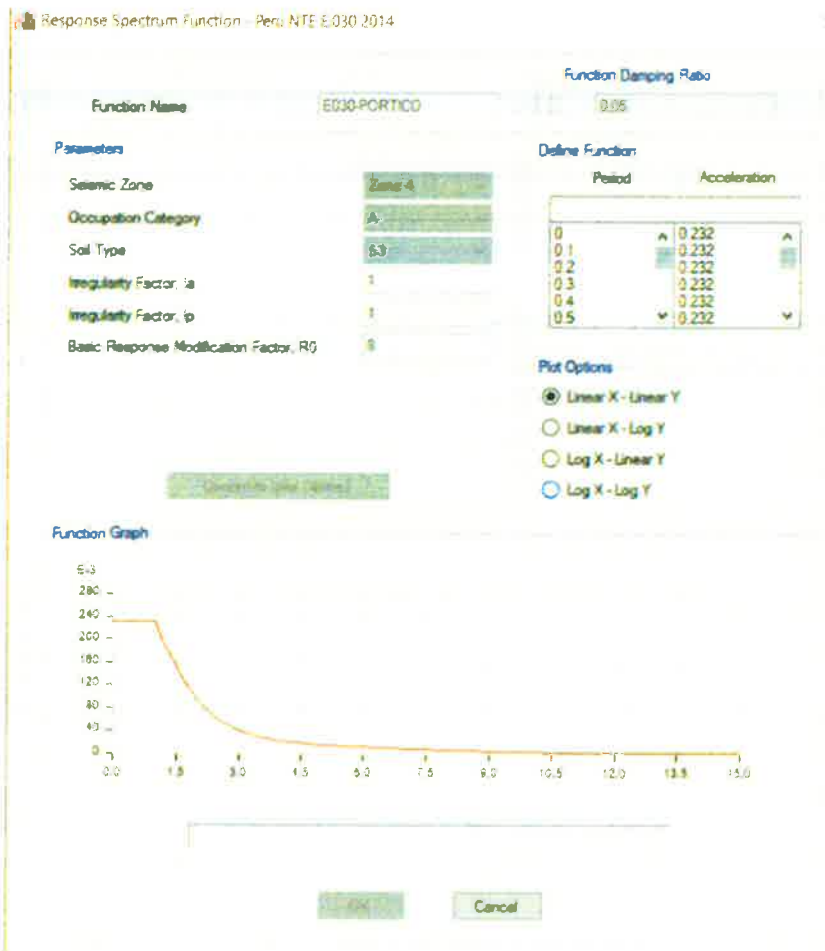 Response Spectrum Function - Peru NTE E.030 2014
Function Damping Ratio
Function Name
E030-PORTICO
0.05
Parameters
Define Function
Seismic Zone
Zone 4
Period
Acceleration
Occupation Category
A
Soil Type
S3
Irregularity Factor, Ia
1
Irregularity Factor, Ip
1
Basic Response Modification Factor, R0
8
0 0.232
0.1 0.232
0.2 0.232
0.3 0.232
0.4 0.232
0.5 0.232
Plot Options
Linear X - Linear Y
Linear X - Log Y
Log X - Linear Y
Log X - Log Y
Function Graph
E-3
280
240
200
160
120
80
40
0
0.0 1.5 3.0 4.5 6.0 7.5 9.0 10.5 12.0 13.5 15.0
OK
Cancel